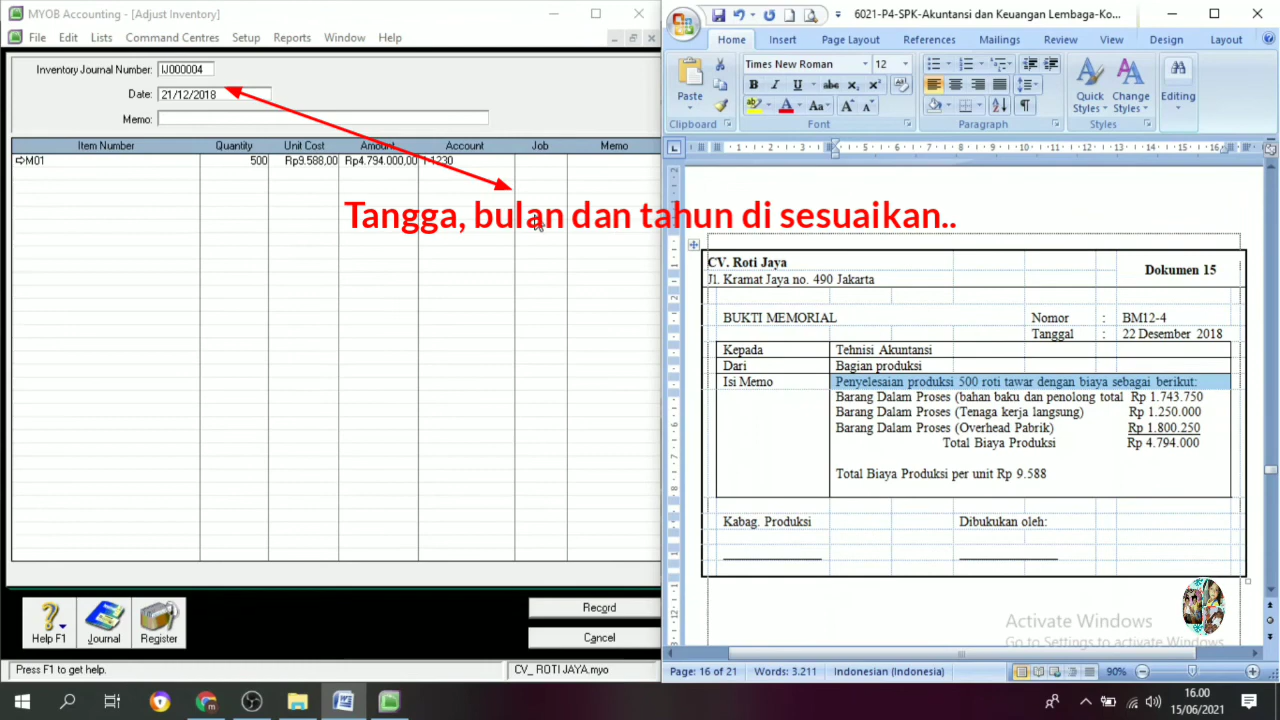 MYOB Accounting - [Adjust Inventory]
File Edit Lists Command Centres Setup Reports Window Help
Inventory Journal Number: IJ000004
Date: 21/12/2018
Memo:
Item Number Quantity Unit Cost Amount Account Job Memo
M01 500 Rp9.588,00 Rp4.794.000,00 1-1230
Tangga, bulan dan tahun di sesuaikan..
Help F1 Journal Register
Record
Cancel
Press F1 to get help. CV_ ROTI JAYA.myo
6021-P4-SPK-Akuntansi dan Keuangan Lembaga-Ko...
Home Insert Page Layout References Mailings Review View Design Layout
Times New Roman 12
Paste Quick Styles Change Styles Editing
Clipboard Font Paragraph Styles
CV. Roti Jaya
Jl. Kramat Jaya no. 490 Jakarta
Dokumen 15
BUKTI MEMORIAL Nomor : BM12-4
Tanggal : 22 Desember 2018
Kepada Tehnisi Akuntansi
Dari Bagian produksi
Isi Memo Penyelesaian produksi 500 roti tawar dengan biaya sebagai berikut:
Barang Dalam Proses (bahan baku dan penolong total Rp 1.743.750
Barang Dalam Proses (Tenaga kerja langsung) Rp 1.250.000
Barang Dalam Proses (Overhead Pabrik) Rp 1.800.250
Total Biaya Produksi Rp 4.794.000
Total Biaya Produksi per unit Rp 9.588
Kabag. Produksi Dibukukan oleh:
Activate Windows
Go to Settings to activate Windows.
Page: 16 of 21 Words: 3.211 Indonesian (Indonesia) 90%
16.00
15/06/2021